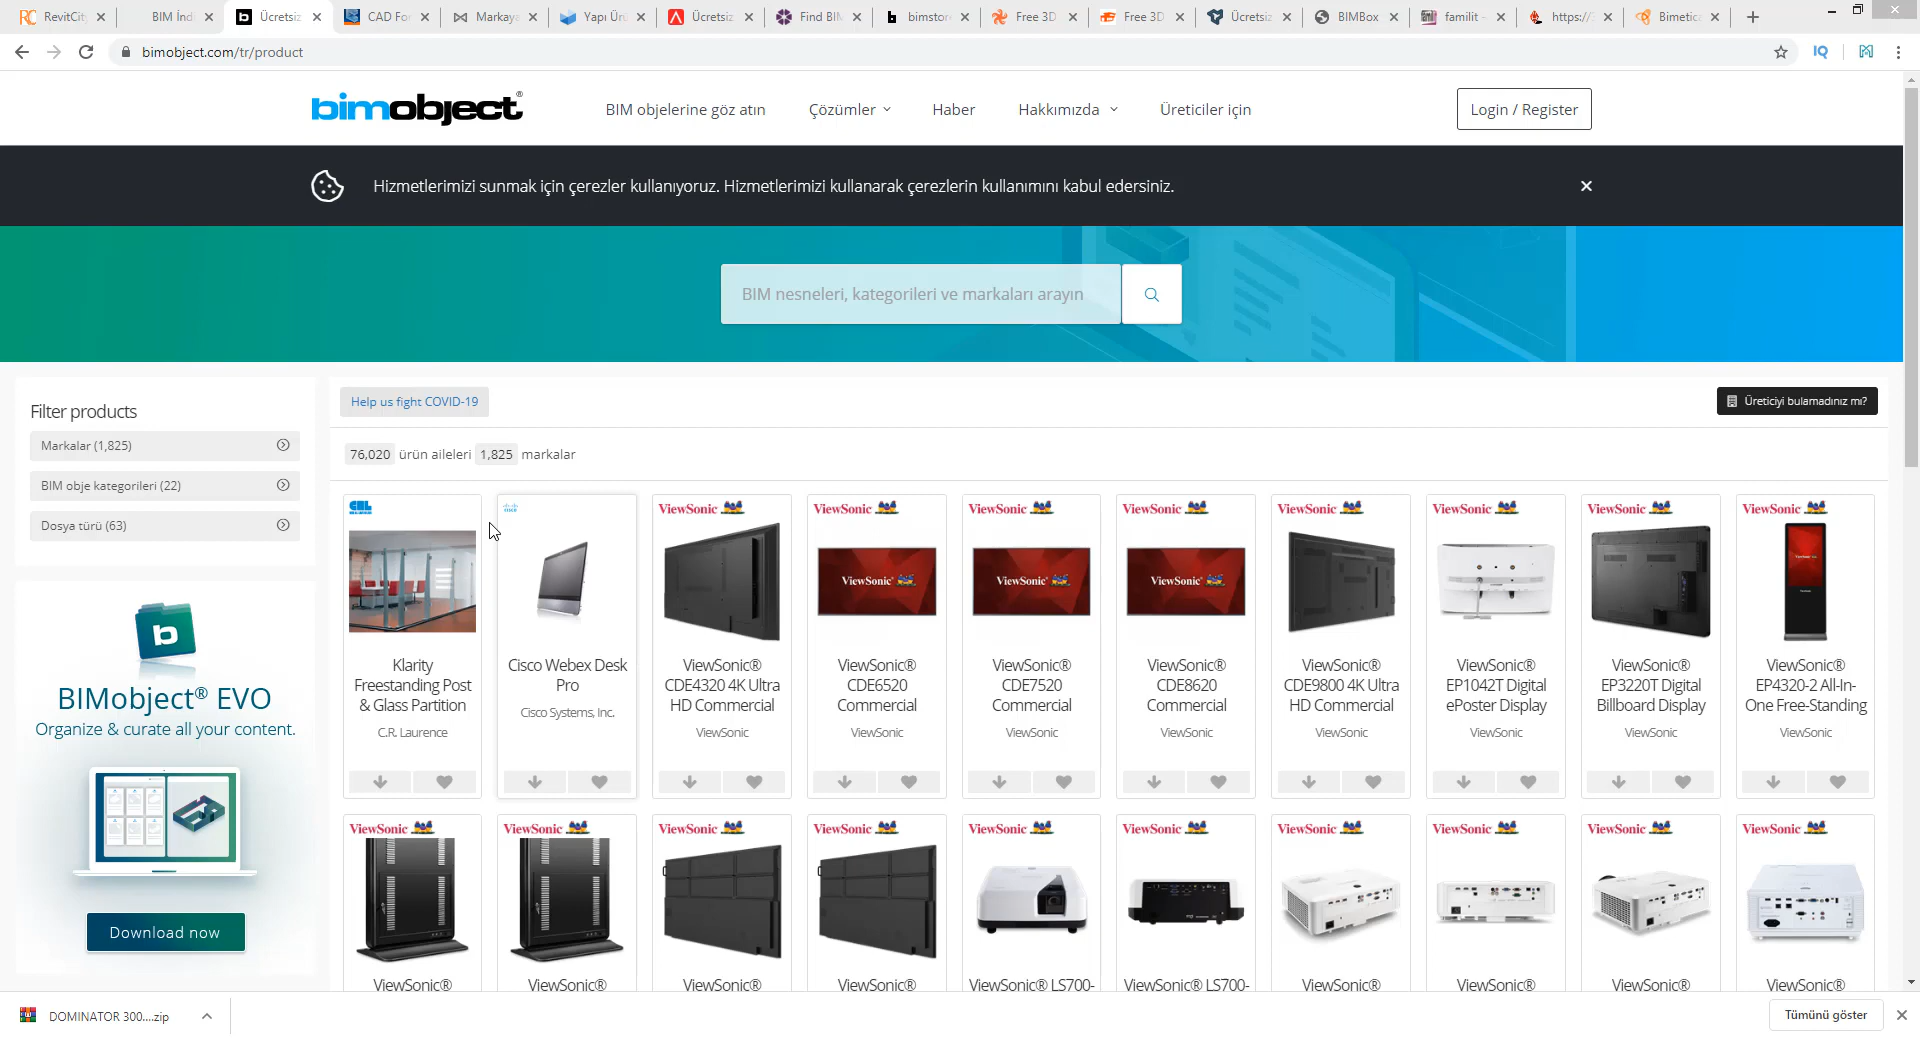 RevitCit
BIM İnd
Ücretsiz
CAD For
Markaya
Yapı Ürü
Ücretsiz
Find BIM
bimstore
Free 3D
Free 3D
Ücretsiz
BIMBox
familit -
https://
Bimetica
bimobject.com/tr/product
IQ
bimobject®
BIM objelerine göz atın
Çözümler
Haber
Hakkımızda
Üreticiler için
Login / Register
Hizmetlerimizi sunmak için çerezler kullanıyoruz. Hizmetlerimizi kullanarak çerezlerin kullanımını kabul edersiniz.
BIM nesneleri, kategorileri ve markaları arayın
Filter products
Markalar (1,825)
BIM obje kategorileri (22)
Dosya türü (63)
BIMobject® EVO
Organize & curate all your content.
Download now
Help us fight COVID-19
Üreticiyi bulamadınız mı?
76,020 ürün aileleri 1,825 markalar
CRL
Klarity
Freestanding Post
& Glass Partition
C.R. Laurence
cisco
Cisco Webex Desk
Pro
Cisco Systems, Inc.
ViewSonic
ViewSonic®
CDE4320 4K Ultra
HD Commercial
ViewSonic
ViewSonic
ViewSonic
ViewSonic®
CDE6520
Commercial
ViewSonic
ViewSonic
ViewSonic
ViewSonic®
CDE7520
Commercial
ViewSonic
ViewSonic
ViewSonic
ViewSonic®
CDE8620
Commercial
ViewSonic
ViewSonic
ViewSonic®
CDE9800 4K Ultra
HD Commercial
ViewSonic
ViewSonic
ViewSonic®
EP1042T Digital
ePoster Display
ViewSonic
ViewSonic
ViewSonic®
EP3220T Digital
Billboard Display
ViewSonic
ViewSonic
ViewSonic®
EP4320-2 All-In-
One Free-Standing
ViewSonic
ViewSonic
ViewSonic®
ViewSonic
ViewSonic®
ViewSonic
ViewSonic®
ViewSonic
ViewSonic®
ViewSonic
ViewSonic® LS700-
ViewSonic
ViewSonic® LS700-
ViewSonic
ViewSonic®
ViewSonic
ViewSonic®
ViewSonic
ViewSonic®
ViewSonic
ViewSonic®
DOMINATOR 300....zip
Tümünü göster